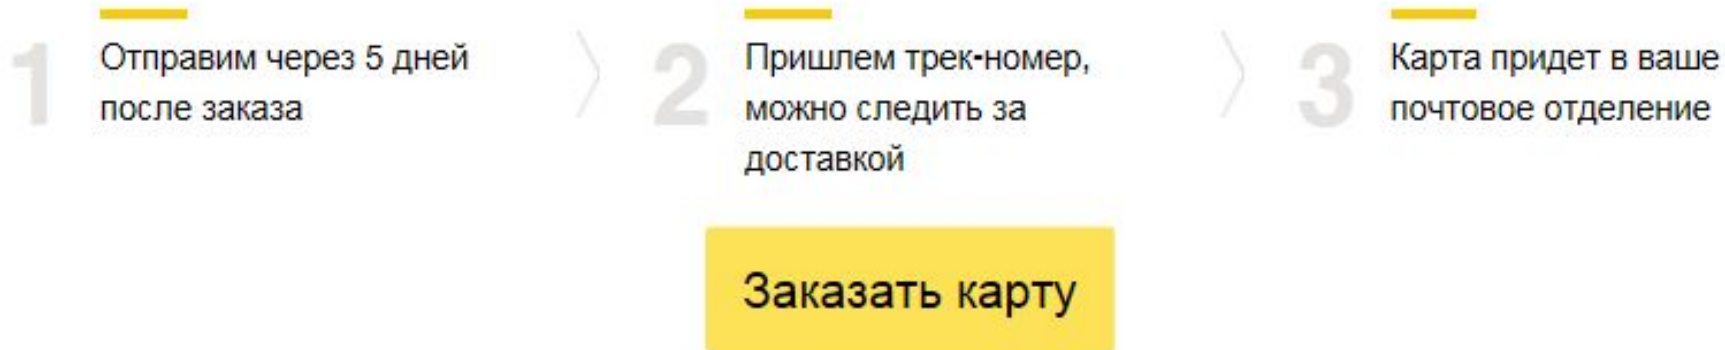 1
Отправим через 5 дней
после заказа
2
Пришлем трек-номер,
можно следить за
доставкой
3
Карта придет в ваше
почтовое отделение
Заказать карту